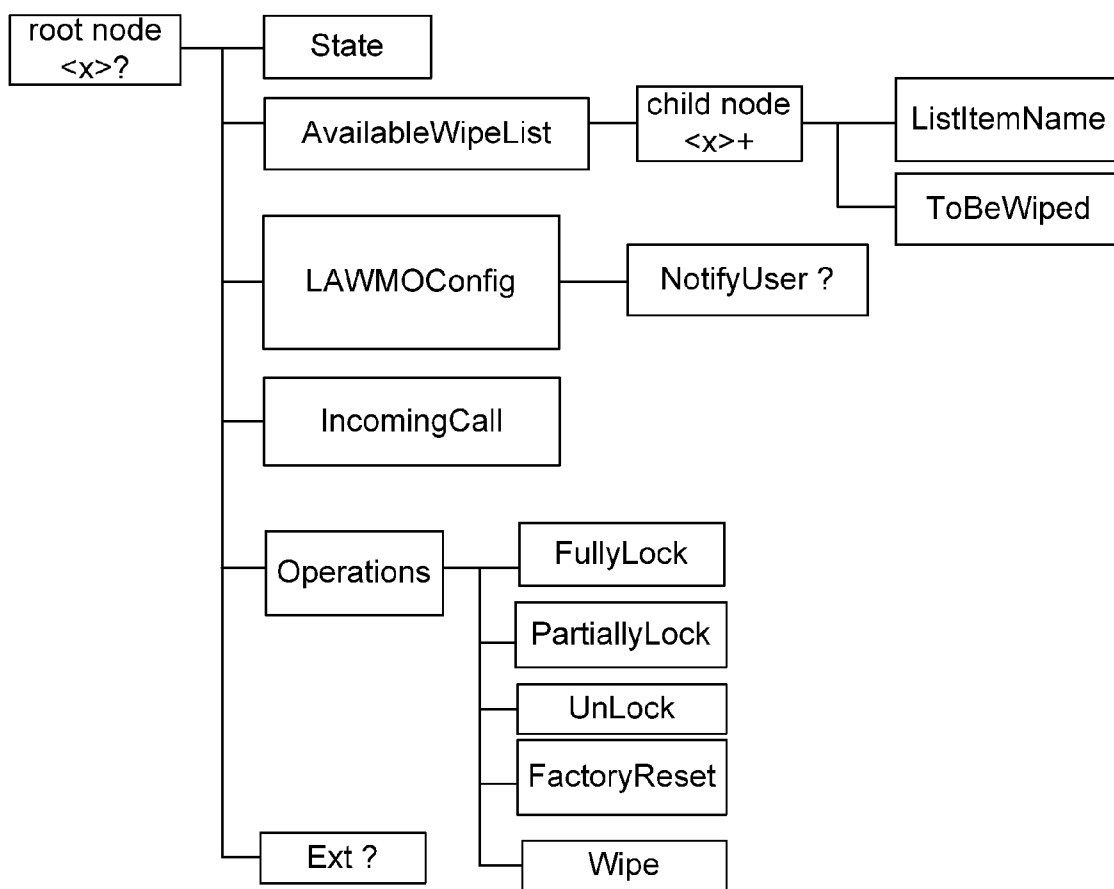 root node
<x>?
State
AvailableWipeList
child node
<x>+
ListItemName
ToBeWiped
LAWMOConfig
NotifyUser ?
IncomingCall
Operations
FullyLock
PartiallyLock
UnLock
FactoryReset
Wipe
Ext ?